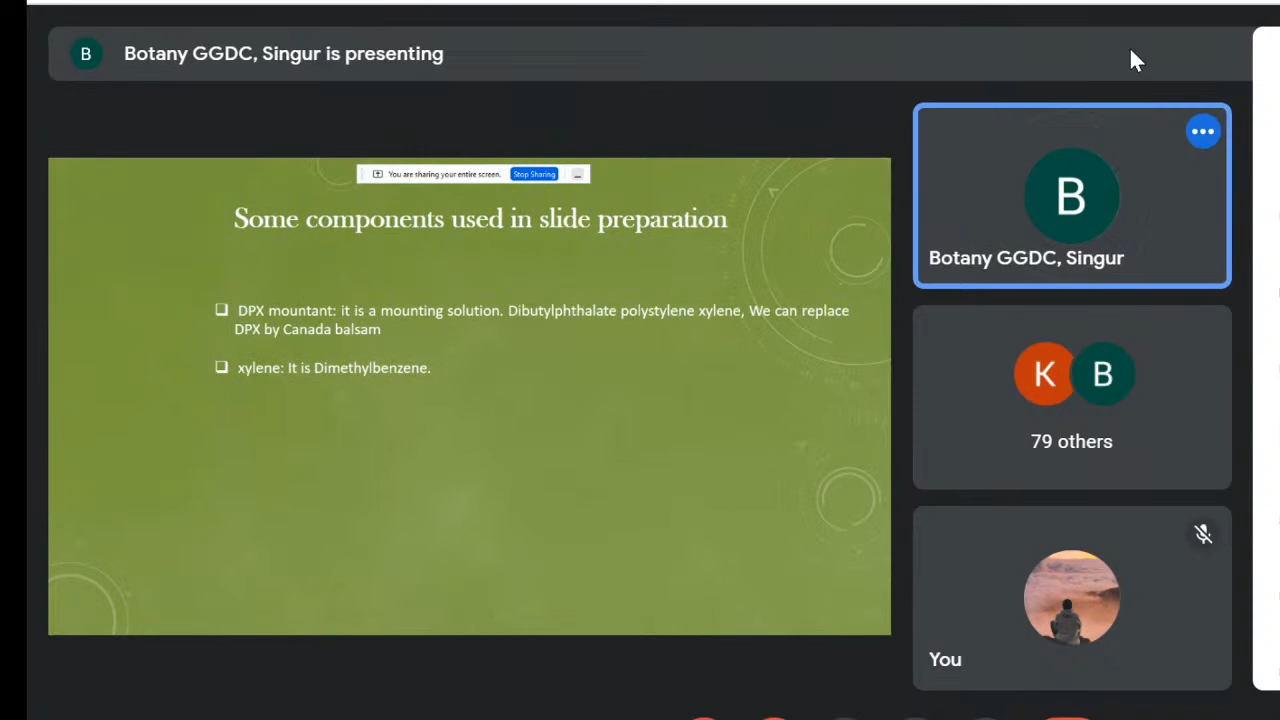 B Botany GGDC, Singur is presenting
You are sharing your entire screen. Stop Sharing
Some components used in slide preparation
DPX mountant: it is a mounting solution. Dibutylphthalate polystylene xylene, We can replace
DPX by Canada balsam
xylene: It is Dimethylbenzene.
B
Botany GGDC, Singur
K B
79 others
You